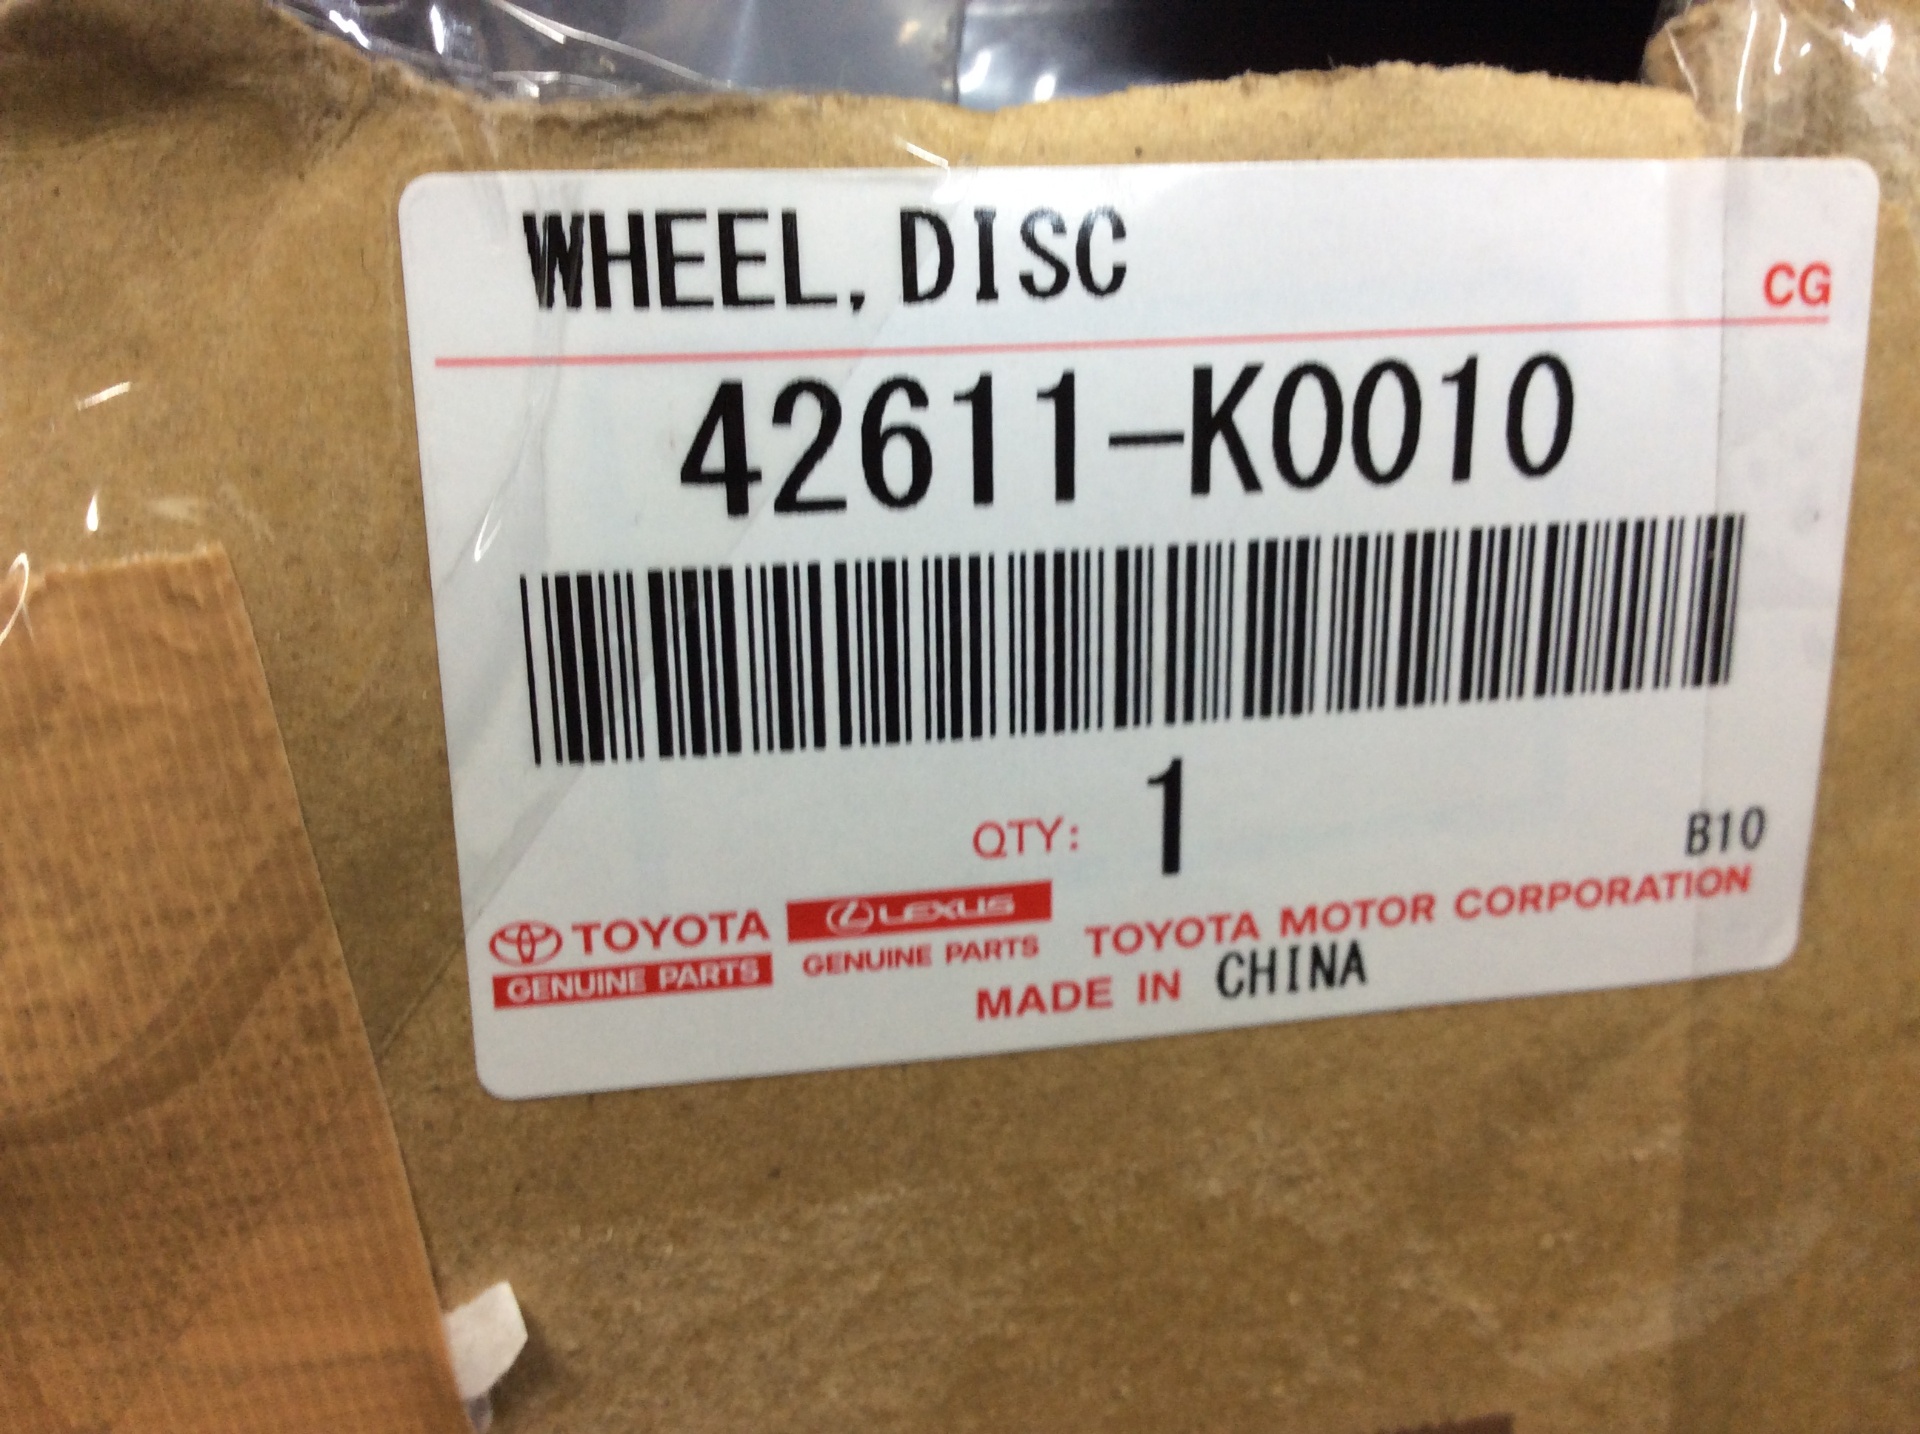 WHEEL, DISC
CG
42611-K0010
QTY: 1
B10
TOYOTA
GENUINE PARTS
LEXUS
GENUINE PARTS
TOYOTA MOTOR CORPORATION
MADE IN CHINA